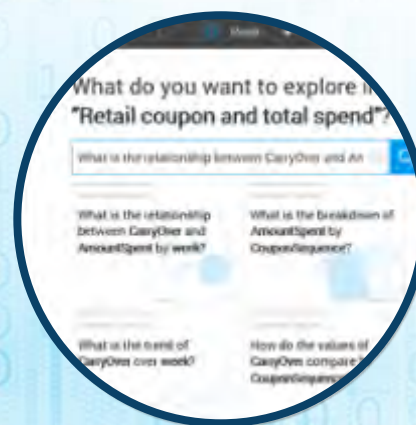 What do you want to explore in
"Retail coupon and total spend"?
What is the relationship between CarryOver and Am
What is the relationship
between CarryOver and
AmountSpent by week?
What is the breakdown of
AmountSpent by
CouponSequence?
What is the trend of
CarryOver over week?
How do the values of
CarryOver compare
CouponSequence